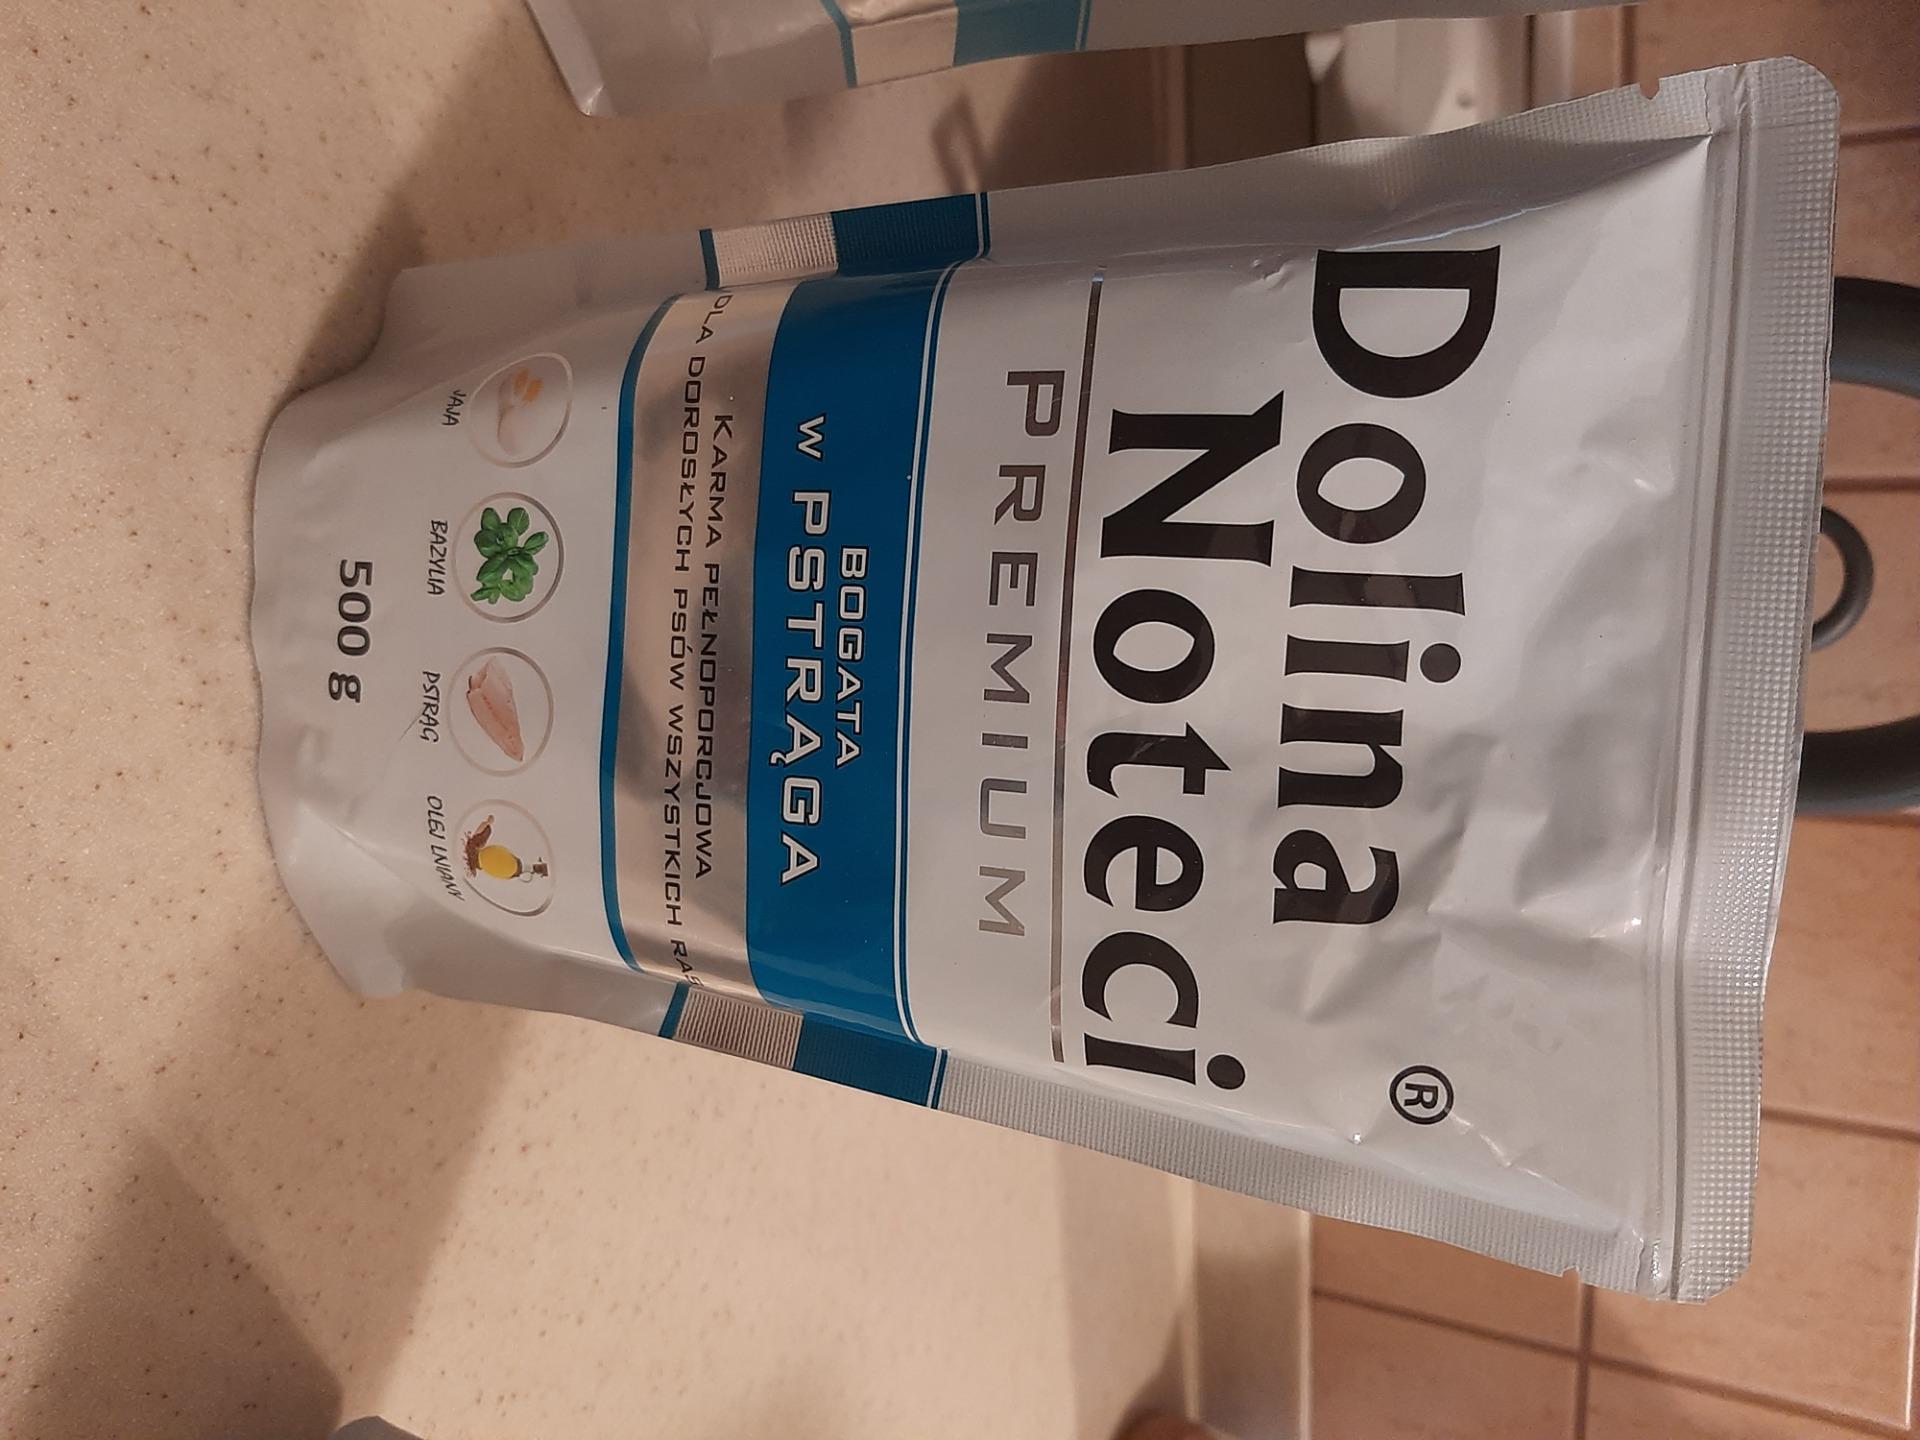 Dolina
Noteci
®
PREMIUM
BOGATA
W PSTRĄGA
KARMA PEŁNOPORCJOWA
DLA DOROSŁYCH PSÓW WSZYSTKICH RAS
JAJA
BAZYLIA
PSTRĄG
OLEJ LNIANY
500 g